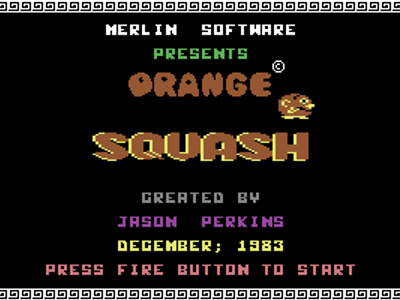 MERLIN SOFTWARE
PRESENTS
ORANGE ©
SQUASH
CREATED BY
JASON PERKINS
DECEMBER; 1983
PRESS FIRE BUTTON TO START